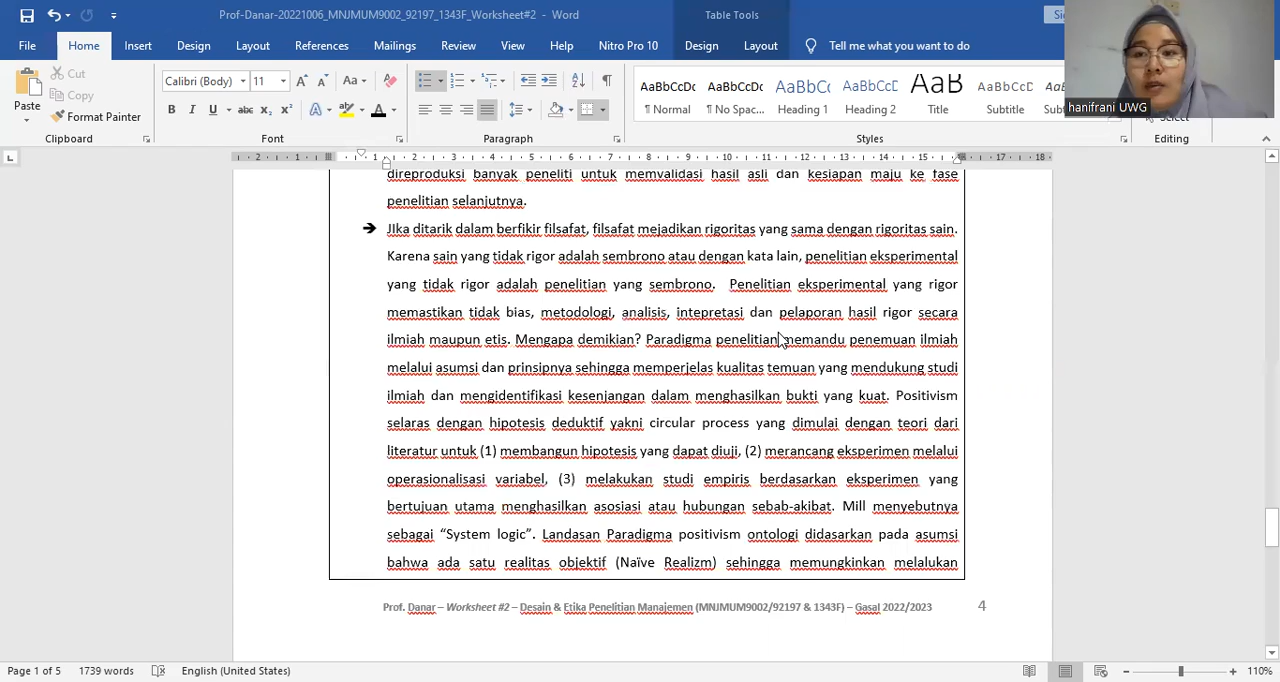 Prof-Danar-20221006_MNJMUM9002_92197_1343F_Worksheet#2 - Word
Table Tools
File Home Insert Design Layout References Mailings Review View Help Nitro Pro 10 Design Layout Tell me what you want to do
hanifrani UWG
Paste
Cut
Copy
Format Painter
Calibri (Body) 11
AaBbCcDc AaBbCcDc AaBbC AaBbCcD AaB AaBbCcD
¶ Normal ¶ No Spac... Heading 1 Heading 2 Title Subtitle
Clipboard Font Paragraph Styles Editing
direproduksi banyak peneliti untuk memvalidasi hasil asli dan kesiapan maju ke fase
penelitian selanjutnya.
➔ JIka ditarik dalam berfikir filsafat, filsafat mejadikan rigoritas yang sama dengan rigoritas sain.
Karena sain yang tidak rigor adalah sembrono atau dengan kata lain, penelitian eksperimental
yang tidak rigor adalah penelitian yang sembrono. Penelitian eksperimental yang rigor
memastikan tidak bias, metodologi, analisis, intepretasi dan pelaporan hasil rigor secara
ilmiah maupun etis. Mengapa demikian? Paradigma penelitian memandu penemuan ilmiah
melalui asumsi dan prinsipnya sehingga memperjelas kualitas temuan yang mendukung studi
ilmiah dan mengidentifikasi kesenjangan dalam menghasilkan bukti yang kuat. Positivism
selaras dengan hipotesis deduktif yakni circular process yang dimulai dengan teori dari
literatur untuk (1) membangun hipotesis yang dapat diuji, (2) merancang eksperimen melalui
operasionalisasi variabel, (3) melakukan studi empiris berdasarkan eksperimen yang
bertujuan utama menghasilkan asosiasi atau hubungan sebab-akibat. Mill menyebutnya
sebagai “System logic”. Landasan Paradigma positivism ontologi didasarkan pada asumsi
bahwa ada satu realitas objektif (Naïve Realizm) sehingga memungkinkan melalukan
Prof. Danar – Worksheet #2 – Desain & Etika Penelitian Manajemen (MNJMUM9002/92197 & 1343F) – Gasal 2022/2023 4
Page 1 of 5 1739 words English (United States) 110%